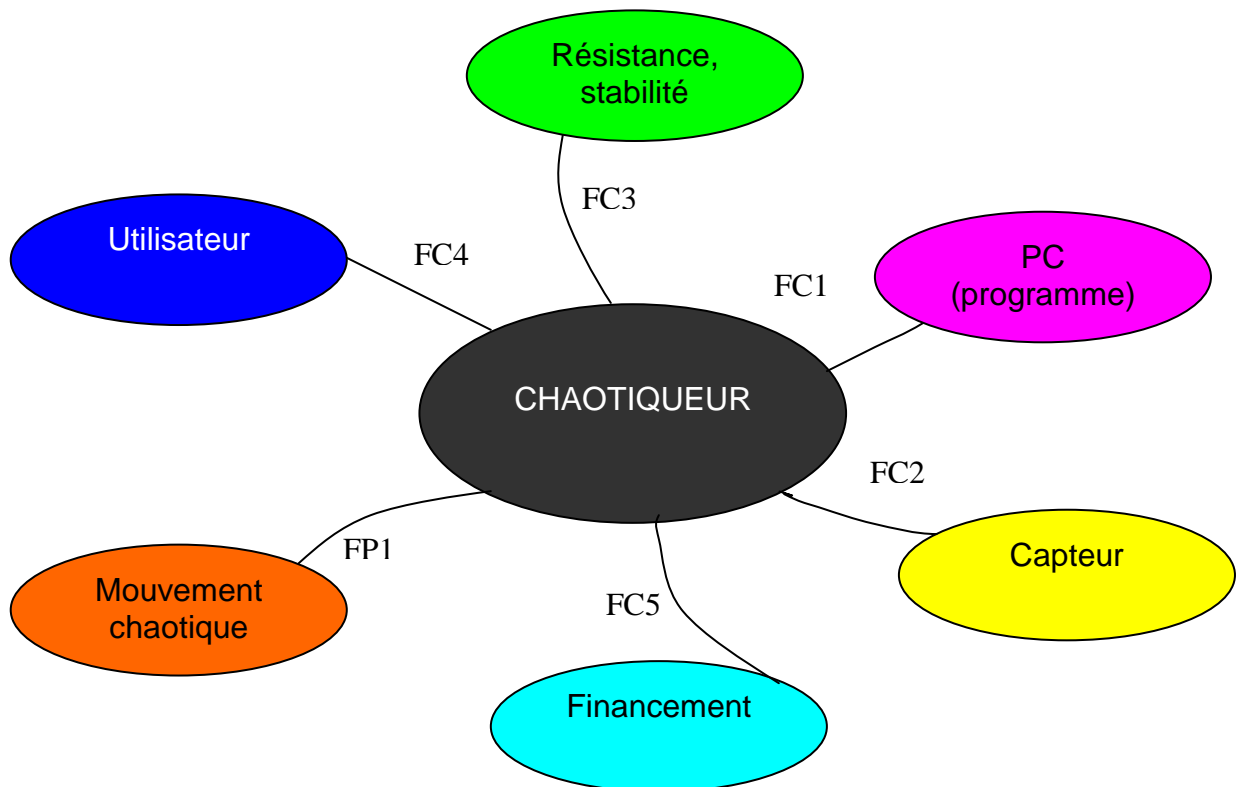 Résistance,
stabilité
FC3
Utilisateur
FC4
FC1
PC
(programme)
CHAOTIQUEUR
FC2
Capteur
FP1
Mouvement
chaotique
FC5
Financement